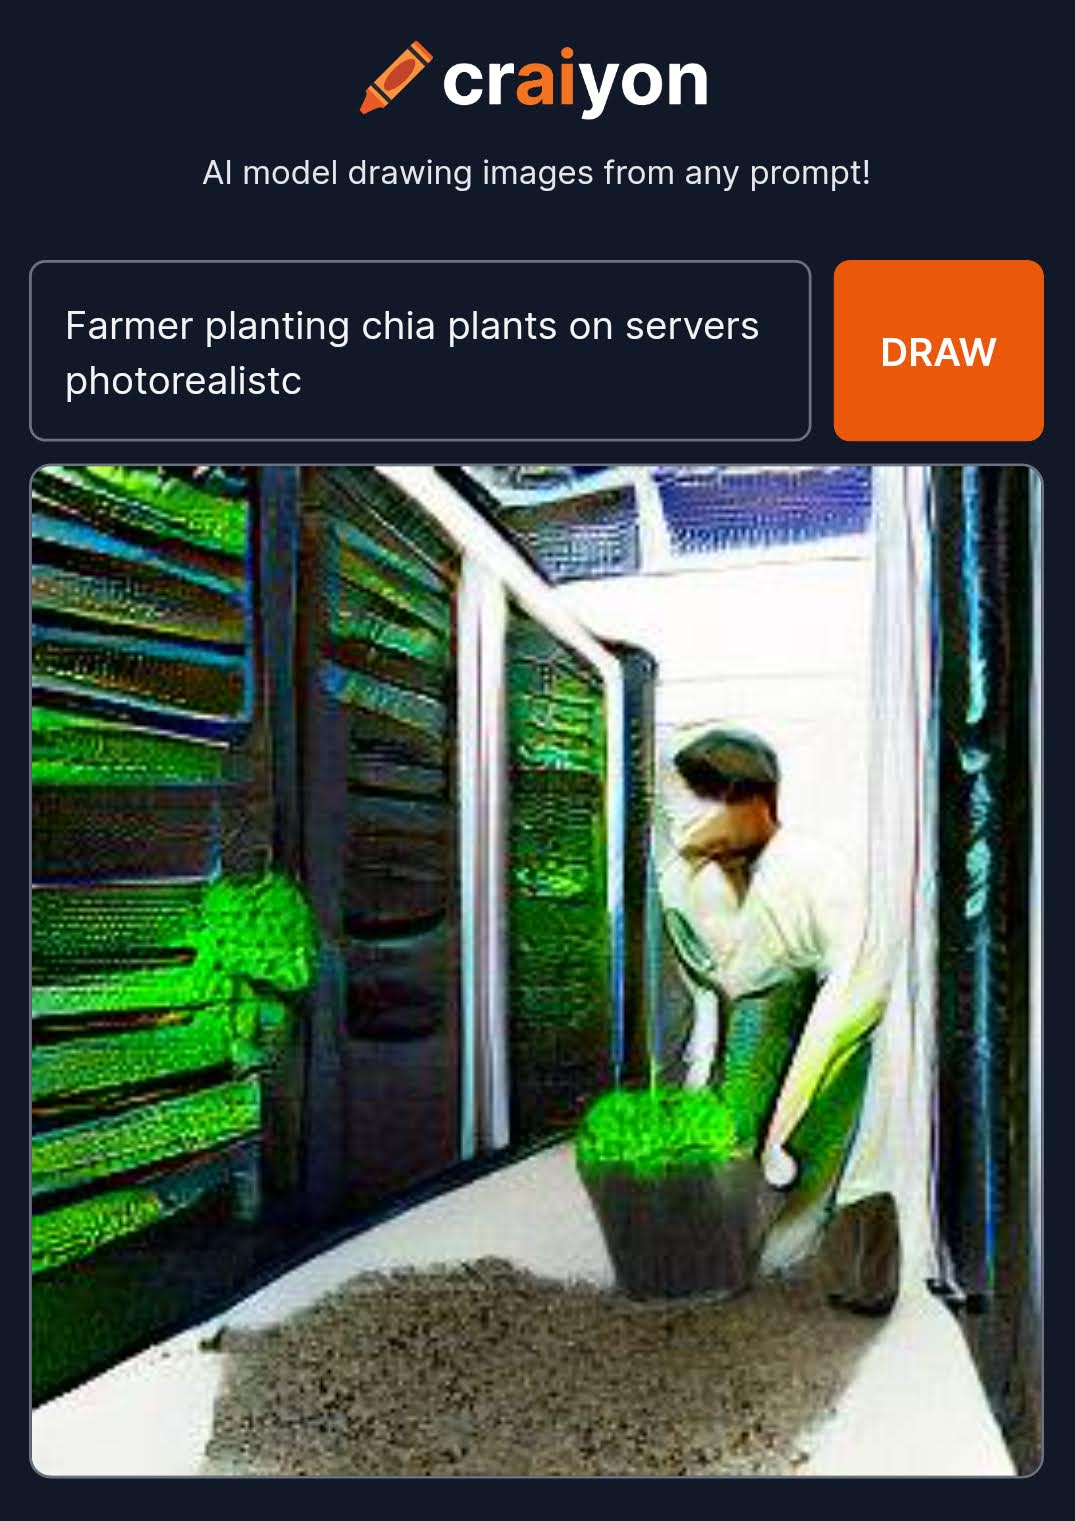 craiyon
AI model drawing images from any prompt!
Farmer planting chia plants on servers
photorealistc
DRAW